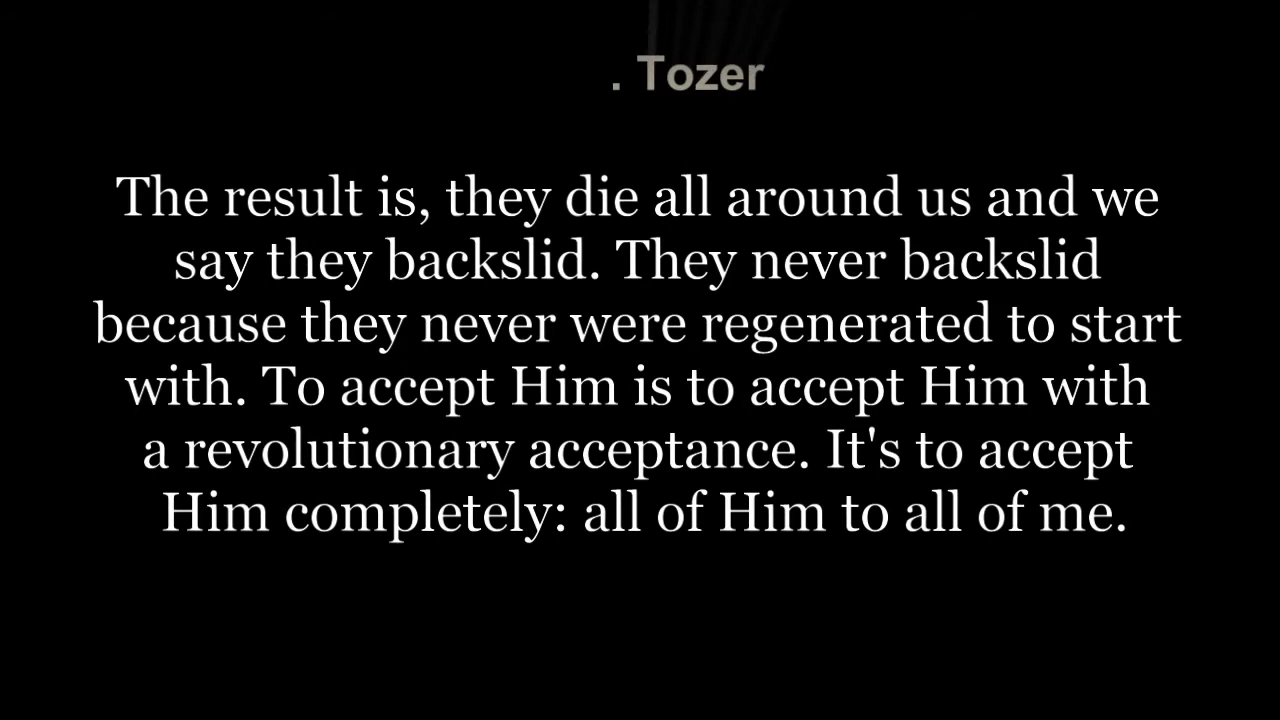 . Tozer
The result is, they die all around us and we
say they backslid. They never backslid
because they never were regenerated to start
with. To accept Him is to accept Him with
a revolutionary acceptance. It's to accept
Him completely: all of Him to all of me.